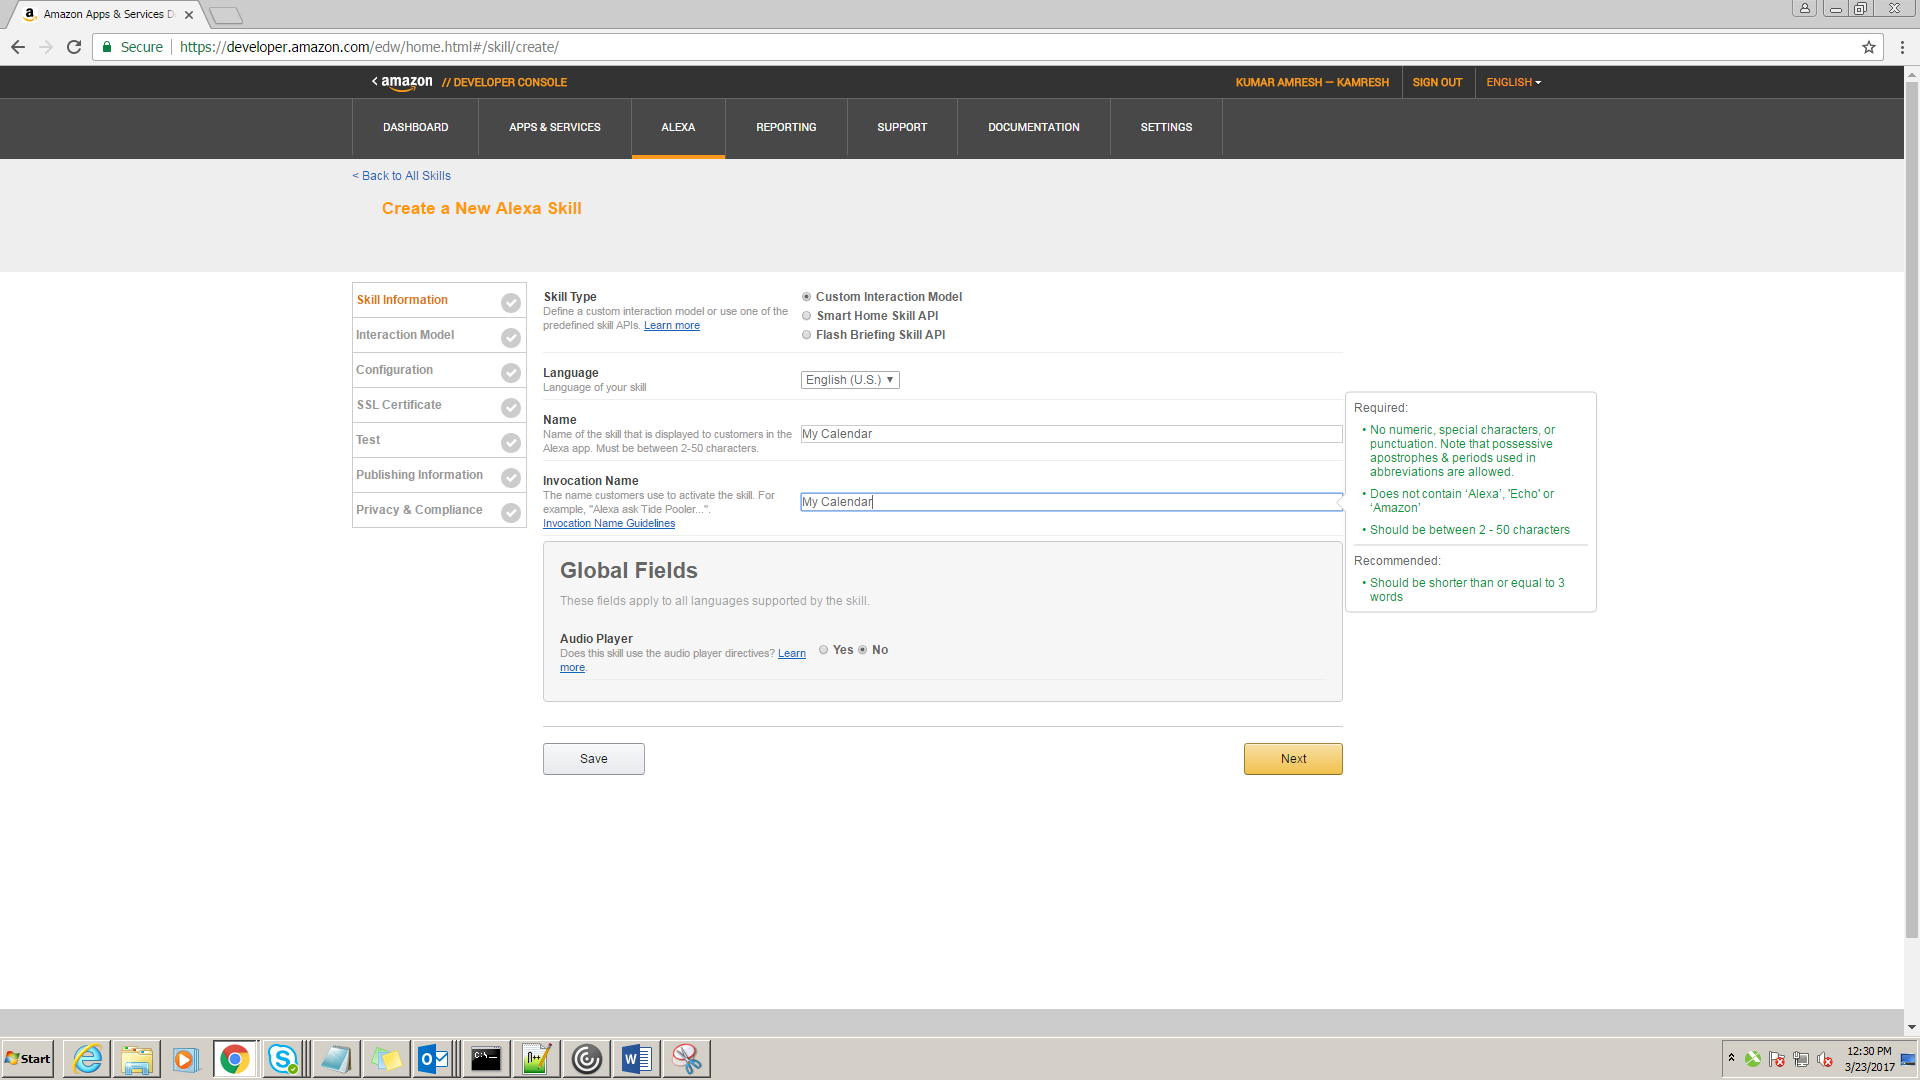 Amazon Apps & Services D
Secure
https://developer.amazon.com/edw/home.html#/skill/create/
< amazon // DEVELOPER CONSOLE
KUMAR AMRESH — KAMRESH
SIGN OUT
ENGLISH
DASHBOARD
APPS & SERVICES
ALEXA
REPORTING
SUPPORT
DOCUMENTATION
SETTINGS
< Back to All Skills
Create a New Alexa Skill
Skill Information
Interaction Model
Configuration
SSL Certificate
Test
Publishing Information
Privacy & Compliance
Skill Type
Define a custom interaction model or use one of the
predefined skill APIs. Learn more
Custom Interaction Model
Smart Home Skill API
Flash Briefing Skill API
Language
Language of your skill
English (U.S.)
Name
Name of the skill that is displayed to customers in the
Alexa app. Must be between 2-50 characters.
My Calendar
Invocation Name
The name customers use to activate the skill. For
example, "Alexa ask Tide Pooler...".
Invocation Name Guidelines
My Calendar
Required:
• No numeric, special characters, or
punctuation. Note that possessive
apostrophes & periods used in
abbreviations are allowed.
• Does not contain ‘Alexa’, 'Echo' or
‘Amazon’
• Should be between 2 - 50 characters
Recommended:
• Should be shorter than or equal to 3
words
Global Fields
These fields apply to all languages supported by the skill.
Audio Player
Does this skill use the audio player directives? Learn
more.
Yes
No
Save
Next
Start
12:30 PM
3/23/2017